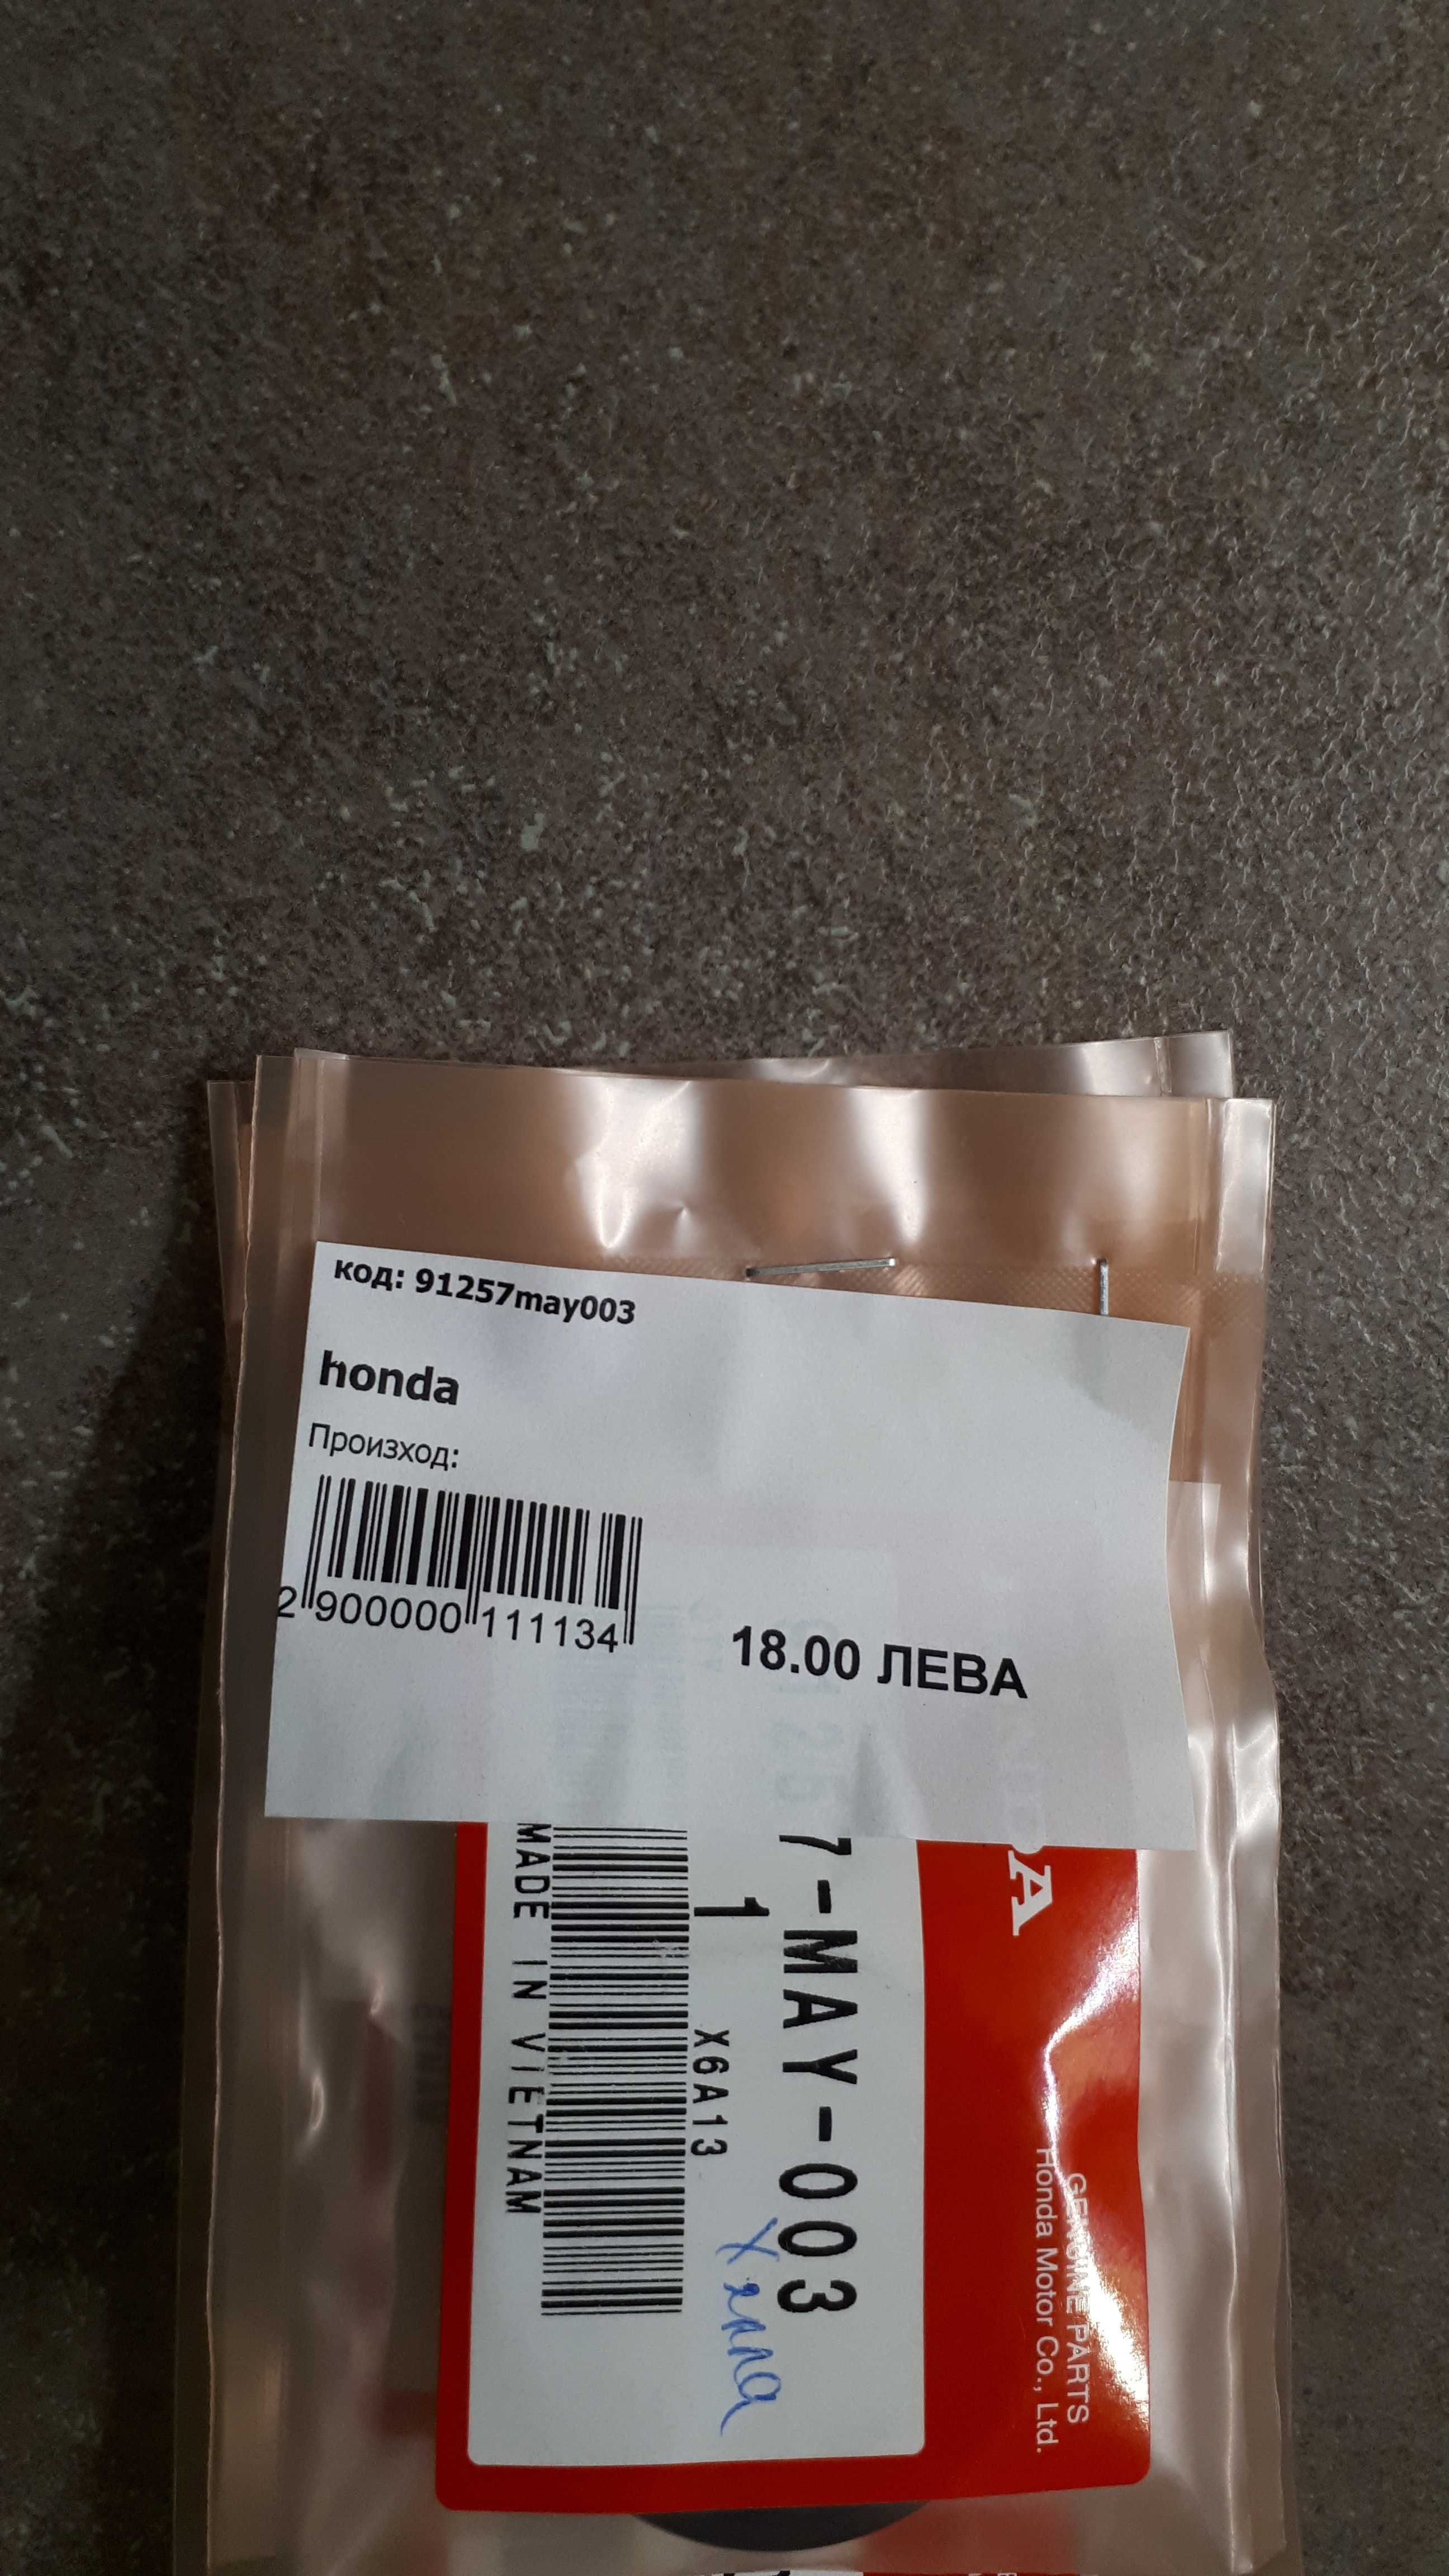 код: 91257may003
honda
Произход:
2 900000 111134
18.00 ЛЕВА
7-MAY-003
1
X6A13
MADE IN VIETNAM
GENUINE PARTS
Honda Motor Co., Ltd.